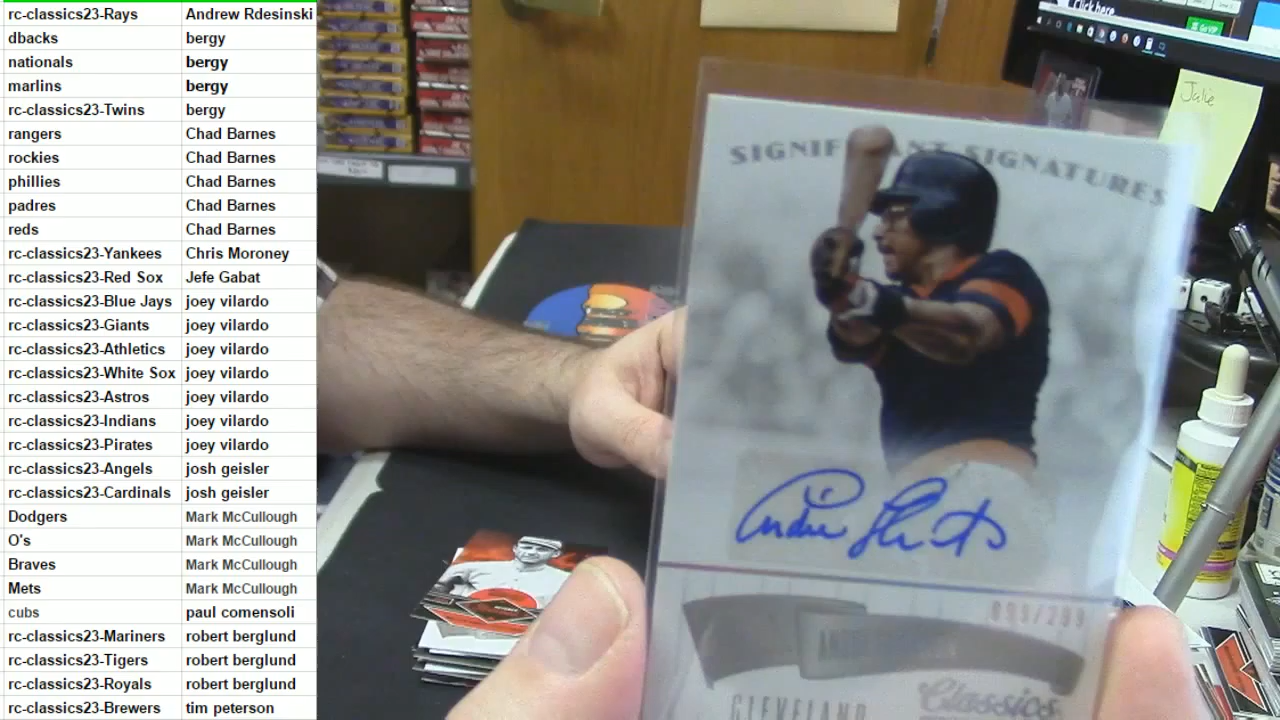 rc-classics23-Rays Andrew Rdesinski
dbacks bergy
nationals bergy
marlins bergy
rc-classics23-Twins bergy
rangers Chad Barnes
rockies Chad Barnes
phillies Chad Barnes
padres Chad Barnes
reds Chad Barnes
rc-classics23-Yankees Chris Moroney
rc-classics23-Red Sox Jefe Gabat
rc-classics23-Blue Jays joey vilardo
rc-classics23-Giants joey vilardo
rc-classics23-Athletics joey vilardo
rc-classics23-White Sox joey vilardo
rc-classics23-Astros joey vilardo
rc-classics23-Indians joey vilardo
rc-classics23-Pirates joey vilardo
rc-classics23-Angels josh geisler
rc-classics23-Cardinals josh geisler
Dodgers Mark McCullough
O's Mark McCullough
Braves Mark McCullough
Mets Mark McCullough
cubs paul comensoli
rc-classics23-Mariners robert berglund
rc-classics23-Tigers robert berglund
rc-classics23-Royals robert berglund
rc-classics23-Brewers tim peterson
Click here
Julie
SIGNIFICANT SIGNATURES
Classics
CLEVELAND